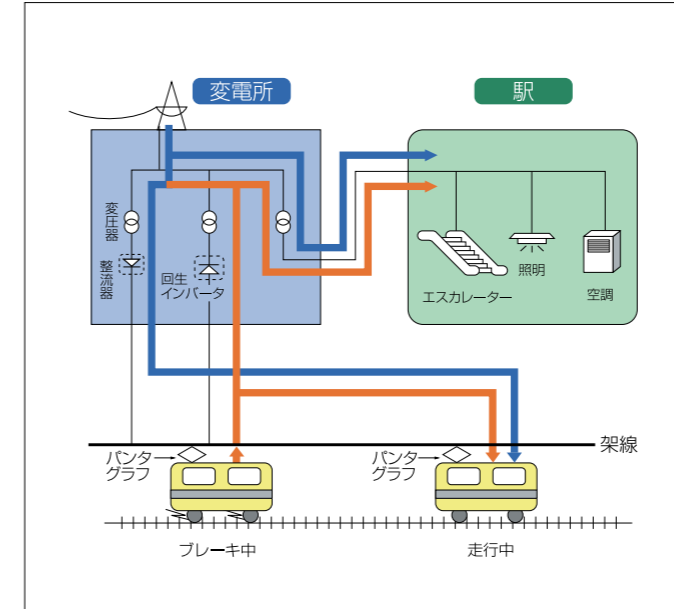 変電所
駅
変圧器
整流器
回生
インバータ
エスカレーター
照明
空調
架線
パンタ
グラフ
パンタ
グラフ
ブレーキ中
走行中